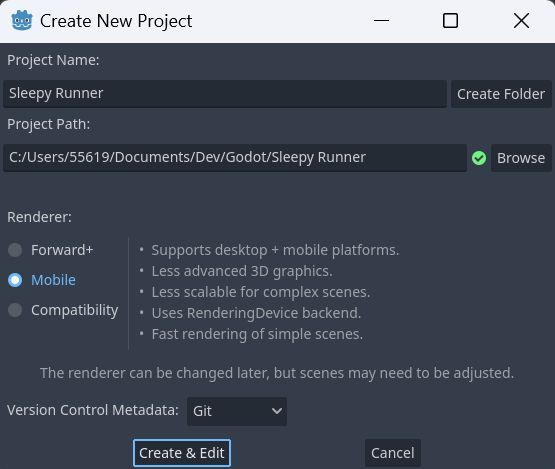 Create New Project
Project Name:
Sleepy Runner
Create Folder
Project Path:
C:/Users/55619/Documents/Dev/Godot/Sleepy Runner
Browse
Renderer:
Forward+
Mobile
Compatibility
• Supports desktop + mobile platforms.
• Less advanced 3D graphics.
• Less scalable for complex scenes.
• Uses RenderingDevice backend.
• Fast rendering of simple scenes.
The renderer can be changed later, but scenes may need to be adjusted.
Version Control Metadata: Git
Create & Edit
Cancel